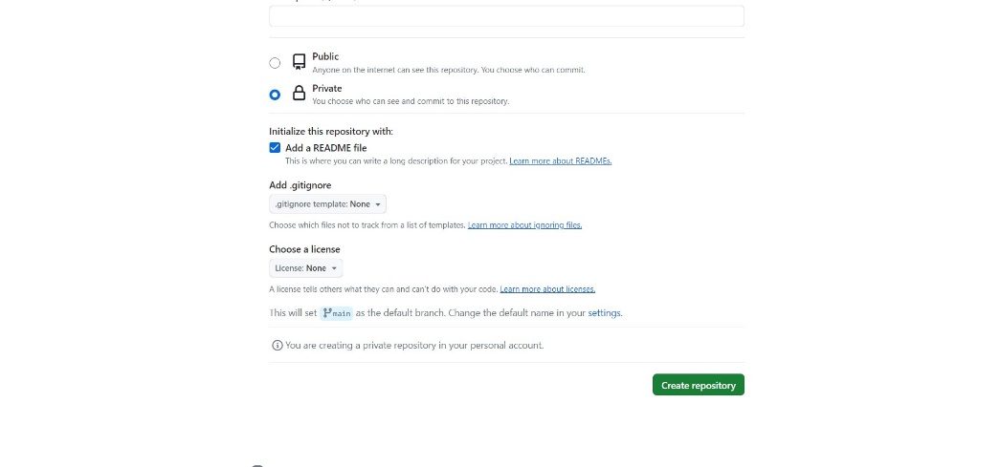 Public
Anyone on the internet can see this repository. You choose who can commit.
Private
You choose who can see and commit to this repository.
Initialize this repository with:
Add a README file
This is where you can write a long description for your project. Learn more about READMEs.
Add .gitignore
.gitignore template: None
Choose which files not to track from a list of templates. Learn more about ignoring files.
Choose a license
License: None
A license tells others what they can and can't do with your code. Learn more about licenses.
This will set main as the default branch. Change the default name in your settings.
You are creating a private repository in your personal account.
Create repository